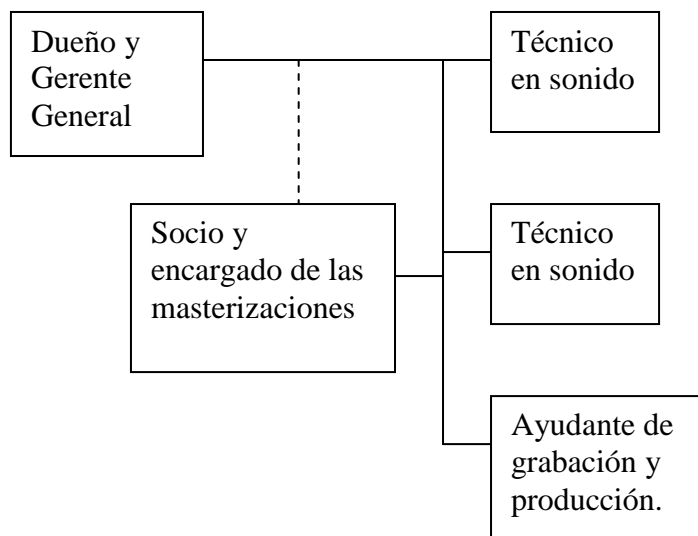 Dueño y
Gerente
General
Técnico
en sonido
Socio y
encargado de las
masterizaciones
Técnico
en sonido
Ayudante de
grabación y
producción.